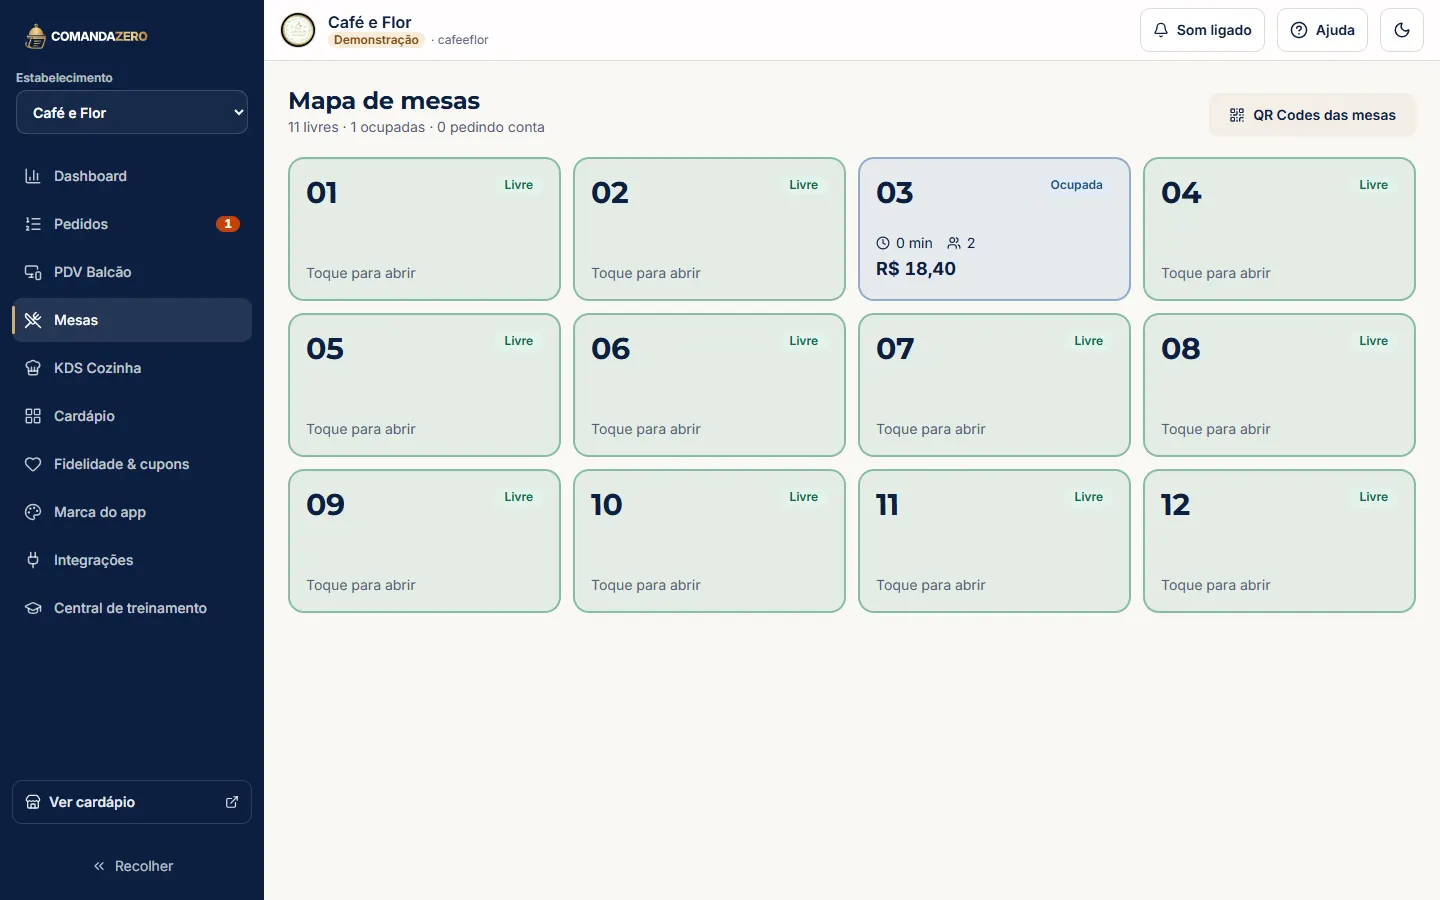 COMANDAZERO
Estabelecimento
Café e Flor
Dashboard
Pedidos 1
PDV Balcão
Mesas
KDS Cozinha
Cardápio
Fidelidade & cupons
Marca do app
Integrações
Central de treinamento
Ver cardápio
Recolher
Café e Flor
Demonstração · cafeeflor
Som ligado
Ajuda
Mapa de mesas
11 livres · 1 ocupadas · 0 pedindo conta
QR Codes das mesas
01 Livre
Toque para abrir
02 Livre
Toque para abrir
03 Ocupada
0 min 2
R$ 18,40
04 Livre
Toque para abrir
05 Livre
Toque para abrir
06 Livre
Toque para abrir
07 Livre
Toque para abrir
08 Livre
Toque para abrir
09 Livre
Toque para abrir
10 Livre
Toque para abrir
11 Livre
Toque para abrir
12 Livre
Toque para abrir